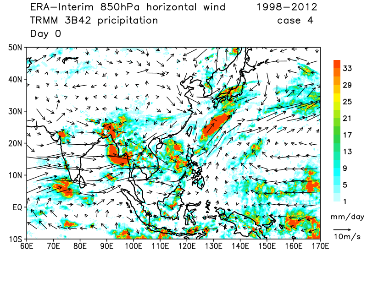 ERA-Interim 850hPa horizontal wind 1998-2012
TRMM 3B42 precipitation case 4
Day 0
50N
40N
30N
20N
10N
EQ
10S
60E 70E 80E 90E 100E 110E 120E 130E 140E 150E 160E 170E
33
29
25
21
17
13
9
5
1
mm/day
10m/s